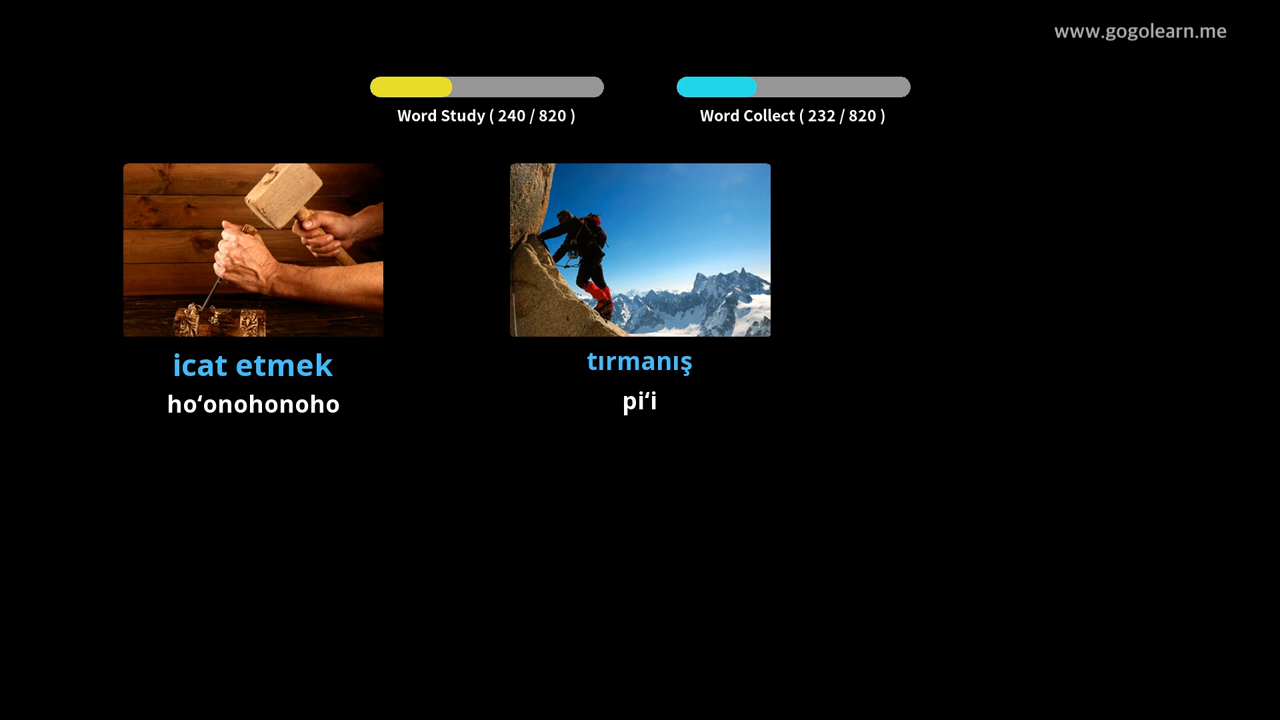 www.gogolearn.me
Word Study ( 240 / 820 )
Word Collect ( 232 / 820 )
icat etmek
hoʻonohonoho
tırmanış
piʻi